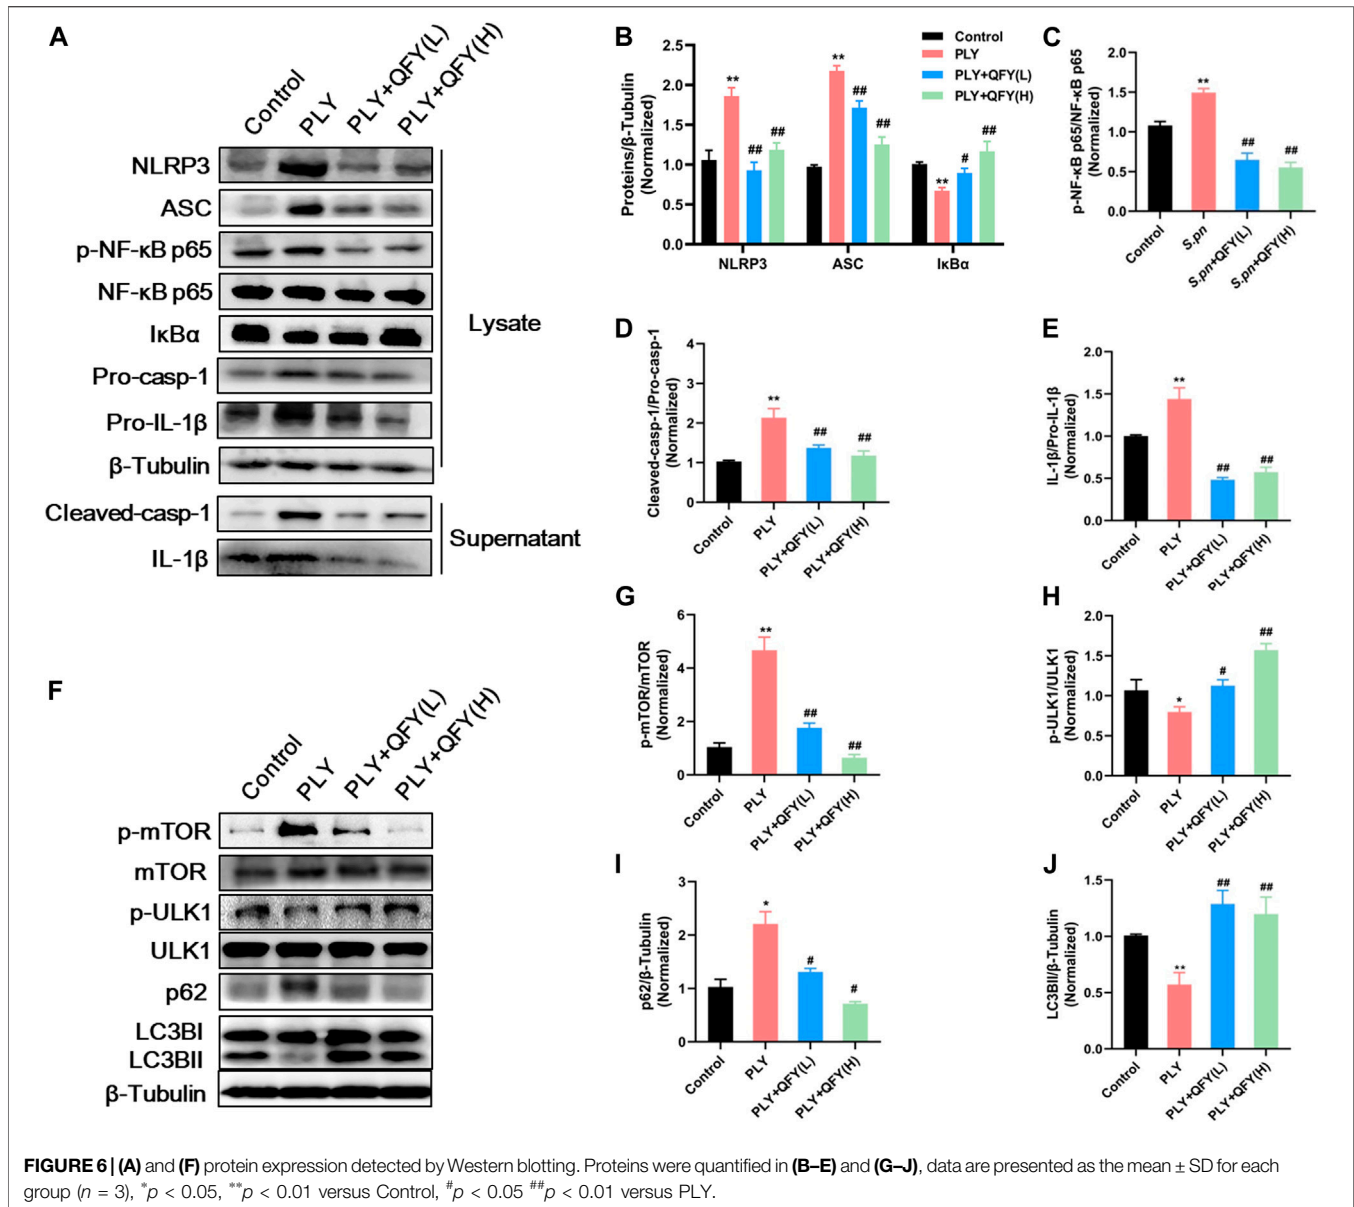 A
Control
PLY
PLY+QFY(L)
PLY+QFY(H)
NLRP3
ASC
p-NF-κB p65
NF-κB p65
IκBα
Pro-casp-1
Pro-IL-1β
β-Tubulin
Lysate
Cleaved-casp-1
IL-1β
Supernatant
B
Proteins/β-Tubulin
(Normalized)
2.5
2.0
1.5
1.0
0.5
0.0
**
##
##
**
##
##
**
#
##
NLRP3
ASC
IκBα
Control
PLY
PLY+QFY(L)
PLY+QFY(H)
C
p-NF-κB p65/NF-κB p65
(Normalized)
2.0
1.5
1.0
0.5
0.0
**
##
##
Control
S.pn
S.pn+QFY(L)
S.pn+QFY(H)
D
Cleaved-casp-1/Pro-casp-1
(Normalized)
4
3
2
1
0
**
##
##
Control
PLY
PLY+QFY(L)
PLY+QFY(H)
E
IL-1β/Pro-IL-1β
(Normalized)
2.0
1.5
1.0
0.5
0.0
**
##
##
Control
PLY
PLY+QFY(L)
PLY+QFY(H)
F
Control
PLY
PLY+QFY(L)
PLY+QFY(H)
p-mTOR
mTOR
p-ULK1
ULK1
p62
LC3BI
LC3BII
β-Tubulin
G
p-mTOR/mTOR
(Normalized)
6
4
2
0
**
##
##
Control
PLY
PLY+QFY(L)
PLY+QFY(H)
H
p-ULK1/ULK1
(Normalized)
2.0
1.5
1.0
0.5
0.0
*
#
##
Control
PLY
PLY+QFY(L)
PLY+QFY(H)
I
p62/β-Tubulin
(Normalized)
3
2
1
0
*
#
#
Control
PLY
PLY+QFY(L)
PLY+QFY(H)
J
LC3BII/β-Tubulin
(Normalized)
1.5
1.0
0.5
0.0
**
##
##
Control
PLY
PLY+QFY(L)
PLY+QFY(H)
FIGURE 6 | (A) and (F) protein expression detected by Western blotting. Proteins were quantified in (B–E) and (G–J), data are presented as the mean ± SD for each
group (n = 3), *p < 0.05, **p < 0.01 versus Control, #p < 0.05 ##p < 0.01 versus PLY.